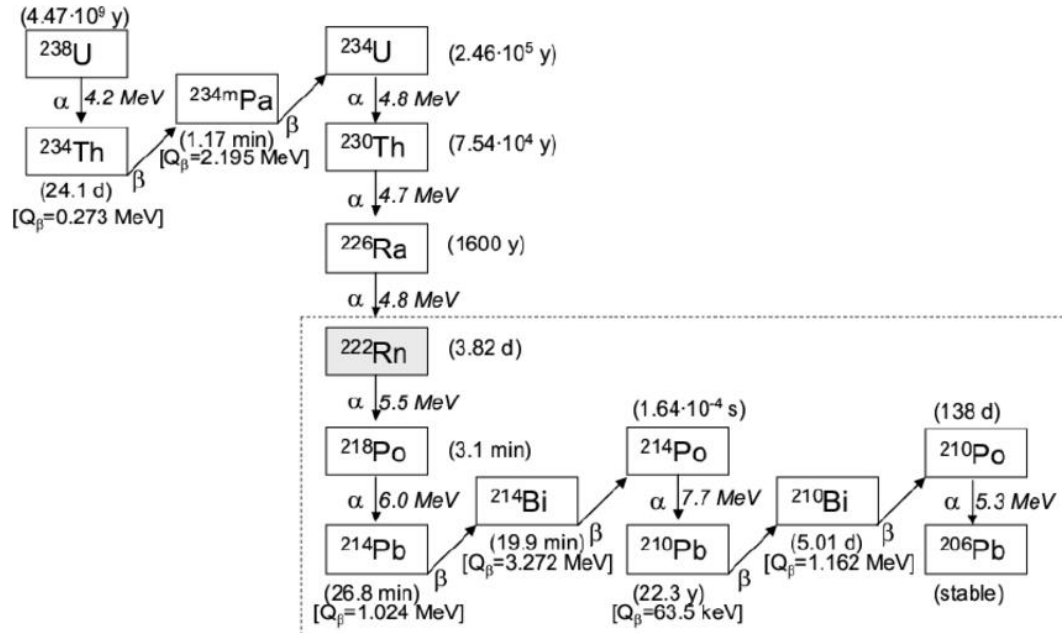 (4.47·10⁹ y)
²³⁸U
α 4.2 MeV
²³⁴Th
(24.1 d)
[Qᵦ=0.273 MeV]
β
²³⁴ᵐPa
(1.17 min)
[Qᵦ=2.195 MeV]
β
²³⁴U
(2.46·10⁵ y)
α 4.8 MeV
²³⁰Th
(7.54·10⁴ y)
α 4.7 MeV
²²⁶Ra
(1600 y)
α 4.8 MeV
²²²Rn
(3.82 d)
α 5.5 MeV
²¹⁸Po
(3.1 min)
α 6.0 MeV
²¹⁴Pb
(26.8 min)
[Qᵦ=1.024 MeV]
β
²¹⁴Bi
(19.9 min)
[Qᵦ=3.272 MeV]
β
(1.64·10⁻⁴ s)
²¹⁴Po
α 7.7 MeV
²¹⁰Pb
(22.3 y)
[Qᵦ=63.5 keV]
β
²¹⁰Bi
(5.01 d)
[Qᵦ=1.162 MeV]
β
(138 d)
²¹⁰Po
α 5.3 MeV
²⁰⁶Pb
(stable)